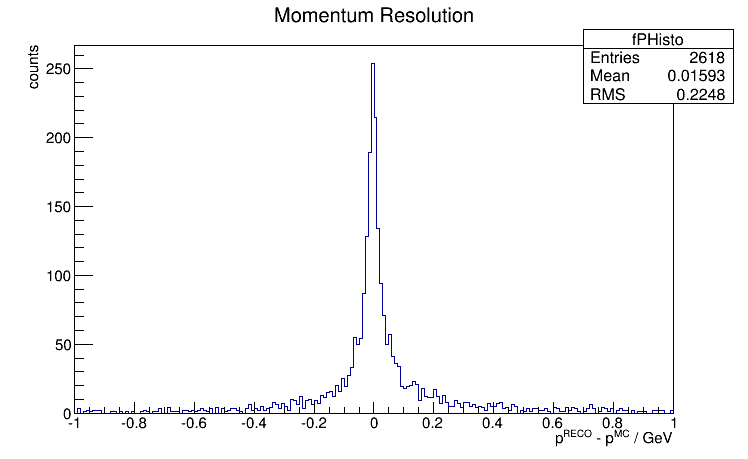 Momentum Resolution
fPHisto
Entries 2618
Mean 0.01593
RMS 0.2248
counts
250
200
150
100
50
0
-1 -0.8 -0.6 -0.4 -0.2 0 0.2 0.4 0.6 0.8 1
p^RECO - p^MC / GeV